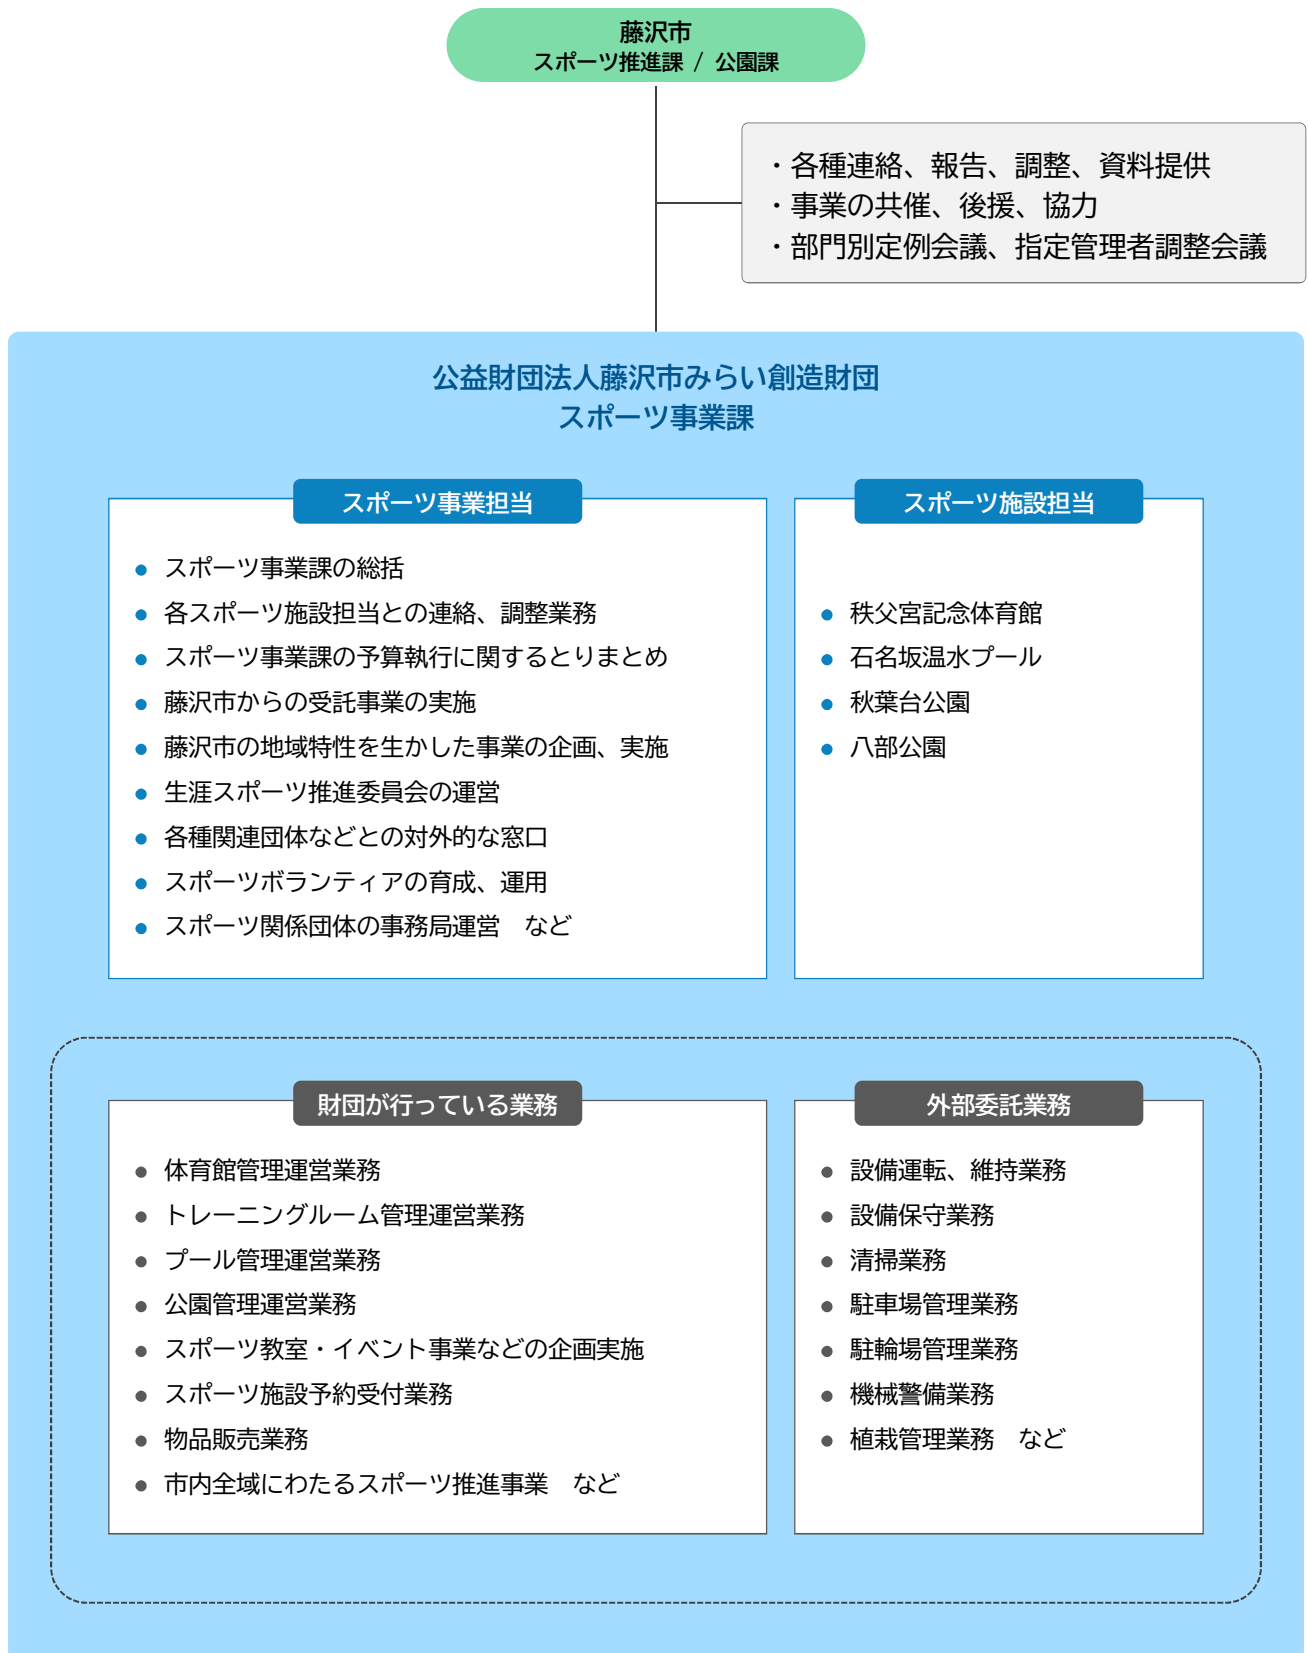 藤沢市
スポーツ推進課 / 公園課
・各種連絡、報告、調整、資料提供
・事業の共催、後援、協力
・部門別定例会議、指定管理者調整会議
公益財団法人藤沢市みらい創造財団
スポーツ事業課
スポーツ事業担当
● スポーツ事業課の総括
● 各スポーツ施設担当との連絡、調整業務
● スポーツ事業課の予算執行に関するとりまとめ
● 藤沢市からの受託事業の実施
● 藤沢市の地域特性を生かした事業の企画、実施
● 生涯スポーツ推進委員会の運営
● 各種関連団体などとの対外的な窓口
● スポーツボランティアの育成、運用
● スポーツ関係団体の事務局運営　など
スポーツ施設担当
● 秩父宮記念体育館
● 石名坂温水プール
● 秋葉台公園
● 八部公園
財団が行っている業務
● 体育館管理運営業務
● トレーニングルーム管理運営業務
● プール管理運営業務
● 公園管理運営業務
● スポーツ教室・イベント事業などの企画実施
● スポーツ施設予約受付業務
● 物品販売業務
● 市内全域にわたるスポーツ推進事業　など
外部委託業務
● 設備運転、維持業務
● 設備保守業務
● 清掃業務
● 駐車場管理業務
● 駐輪場管理業務
● 機械警備業務
● 植栽管理業務　など